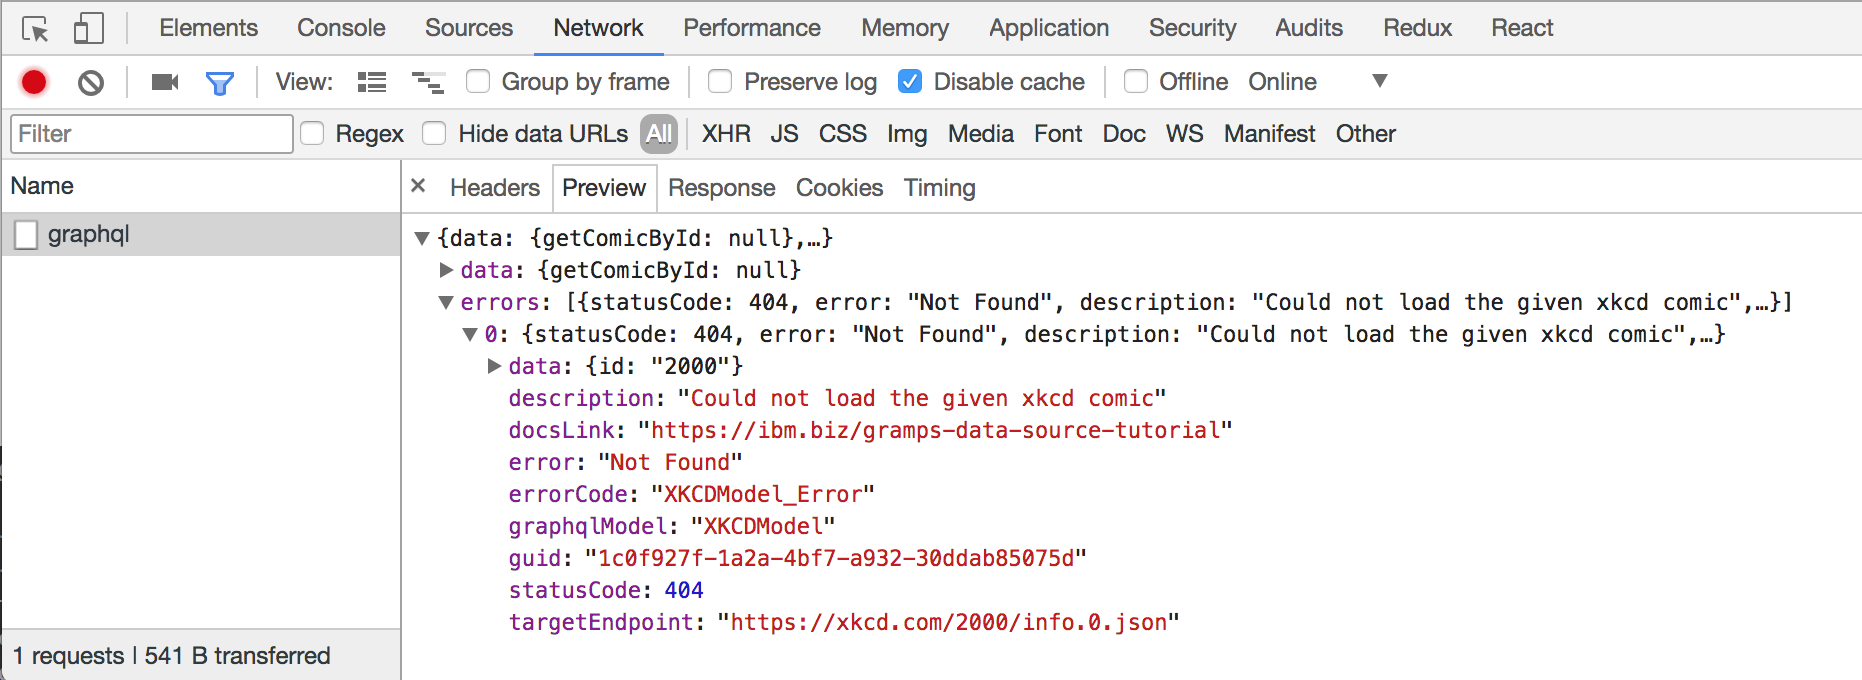 Elements Console Sources Network Performance Memory Application Security Audits Redux React
View: Group by frame Preserve log Disable cache Offline Online
Filter Regex Hide data URLs All XHR JS CSS Img Media Font Doc WS Manifest Other
Name
× Headers Preview Response Cookies Timing
graphql
{data: {getComicById: null},…}
data: {getComicById: null}
errors: [{statusCode: 404, error: "Not Found", description: "Could not load the given xkcd comic",…}]
0: {statusCode: 404, error: "Not Found", description: "Could not load the given xkcd comic",…}
data: {id: "2000"}
description: "Could not load the given xkcd comic"
docsLink: "https://ibm.biz/gramps-data-source-tutorial"
error: "Not Found"
errorCode: "XKCDModel_Error"
graphqlModel: "XKCDModel"
guid: "1c0f927f-1a2a-4bf7-a932-30ddab85075d"
statusCode: 404
targetEndpoint: "https://xkcd.com/2000/info.0.json"
1 requests | 541 B transferred